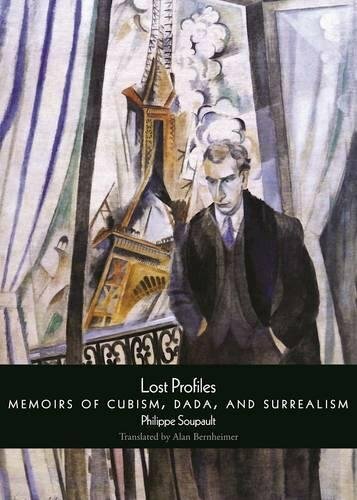 Lost Profiles
MEMOIRS OF CUBISM, DADA, AND SURREALISM
Philippe Soupault
Translated by Alan Bernheimer